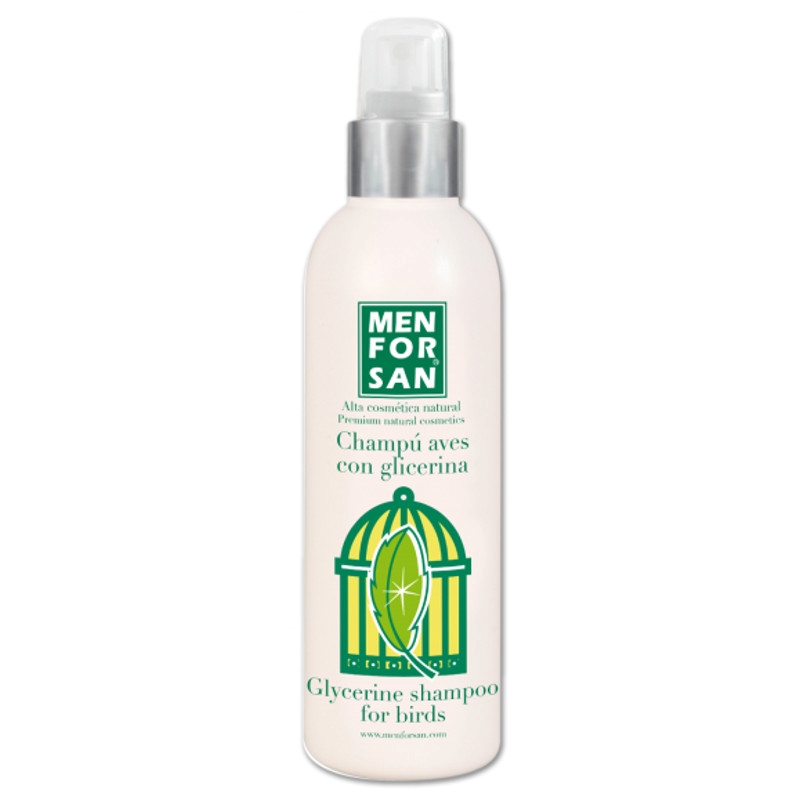 MEN
FOR
SAN®
Alta cosmética natural
Premium natural cosmetics
Champú aves
con glicerina
Glycerine shampoo
for birds
www.menforsan.com